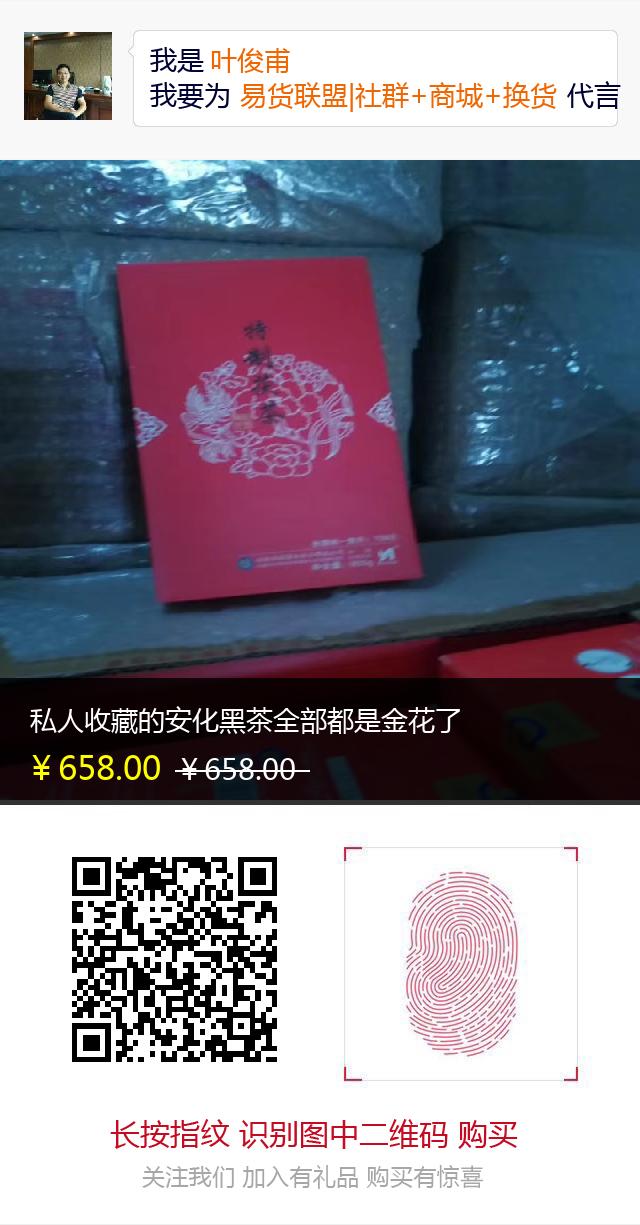 我是 叶俊甫
我要为 易货联盟|社群+商城+换货 代言
特制茯茶
私人收藏的安化黑茶全部都是金花了
￥658.00 ￥658.00
长按指纹 识别图中二维码 购买
关注我们 加入有礼品 购买有惊喜